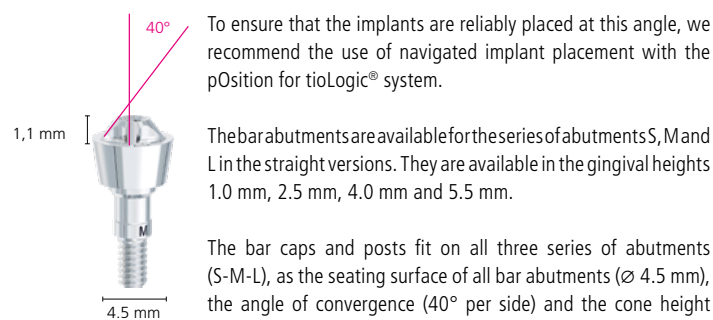 40°
To ensure that the implants are reliably placed at this angle, we
recommend the use of navigated implant placement with the
pOsition for tioLogic® system.
1,1 mm
The bar abutments are available for the series of abutments S, M and
L in the straight versions. They are available in the gingival heights
1.0 mm, 2.5 mm, 4.0 mm and 5.5 mm.
M
The bar caps and posts fit on all three series of abutments
(S-M-L), as the seating surface of all bar abutments (⌀ 4.5 mm),
the angle of convergence (40° per side) and the cone height
4.5 mm